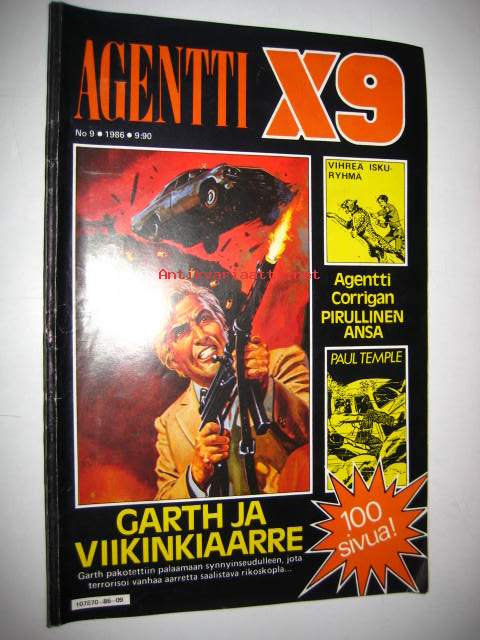 AGENTTI X9
No 9 • 1986 • 9:90
VIHREÄ ISKU-
RYHMÄ
Antikvariaatti.net
Agentti
Corrigan
PIRULLINEN
ANSA
PAUL TEMPLE
100
sivua!
GARTH JA
VIIKINKIAARRE
Garth pakotettiin palaamaan synnyinseudulleen, jota
terrorisoi vanhaa aarretta saalistava rikoskopla...
107870-86-09